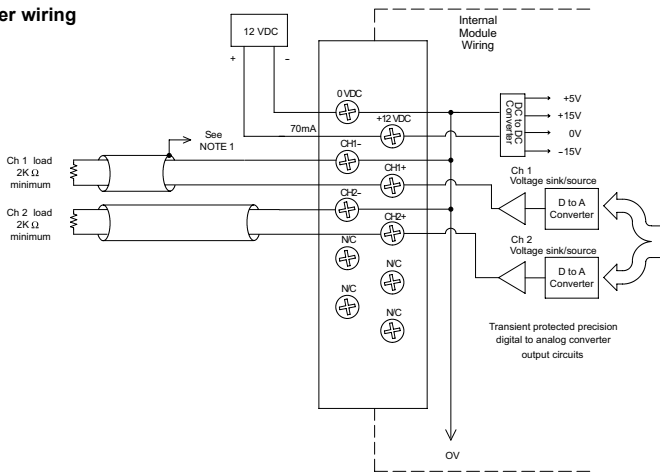 er wiring
12 VDC
+ –
Internal
Module
Wiring
0 VDC
70mA
+12 VDC
DC to DC
Converter
+5V
+15V
0V
–15V
See
NOTE 1
CH1–
Ch 1 load
2K Ω
minimum
CH1+
Ch 1
Voltage sink/source
D to A
Converter
CH2–
Ch 2 load
2K Ω
minimum
CH2+
Ch 2
Voltage sink/source
D to A
Converter
N/C
N/C
N/C
N/C
Transient protected precision
digital to analog converter
output circuits
OV